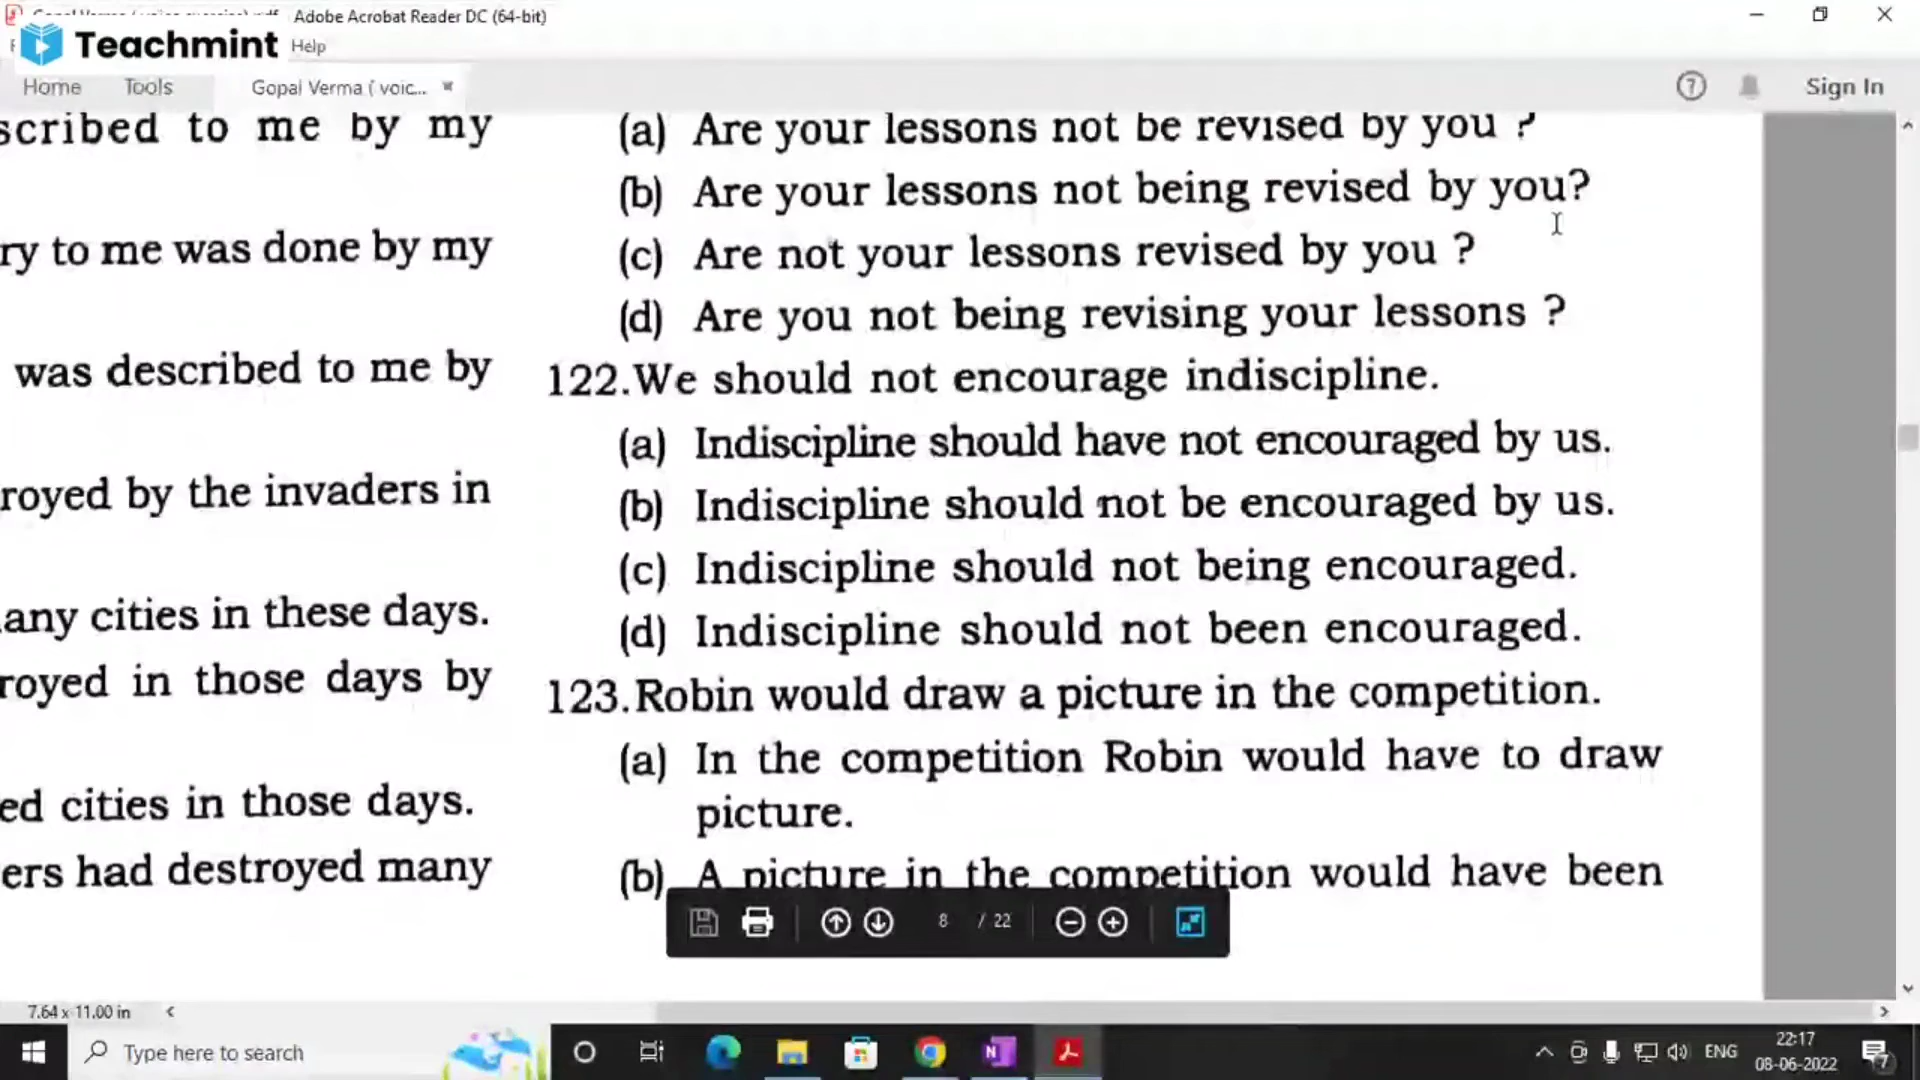 Adobe Acrobat Reader DC (64-bit)
Teachmint
Help
Home Tools Gopal Verma ( voic... Sign In
scribed to me by my
ry to me was done by my
was described to me by
royed by the invaders in
any cities in these days.
royed in those days by
ed cities in those days.
ers had destroyed many
(a) Are your lessons not be revised by you ?
(b) Are your lessons not being revised by you?
(c) Are not your lessons revised by you ?
(d) Are you not being revising your lessons ?
122. We should not encourage indiscipline.
(a) Indiscipline should have not encouraged by us.
(b) Indiscipline should not be encouraged by us.
(c) Indiscipline should not being encouraged.
(d) Indiscipline should not been encouraged.
123. Robin would draw a picture in the competition.
(a) In the competition Robin would have to draw
picture.
(b) A picture in the competition would have been
8 / 22
7.64 x 11.00 in
Type here to search
ENG
22:17
08-06-2022
7